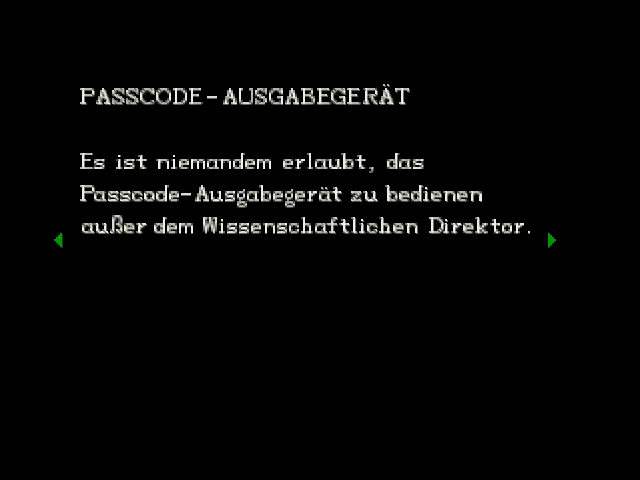 PASSCODE-AUSGABEGERÄT
Es ist niemandem erlaubt, das
Passcode-Ausgabegerät zu bedienen
außer dem Wissenschaftlichen Direktor.